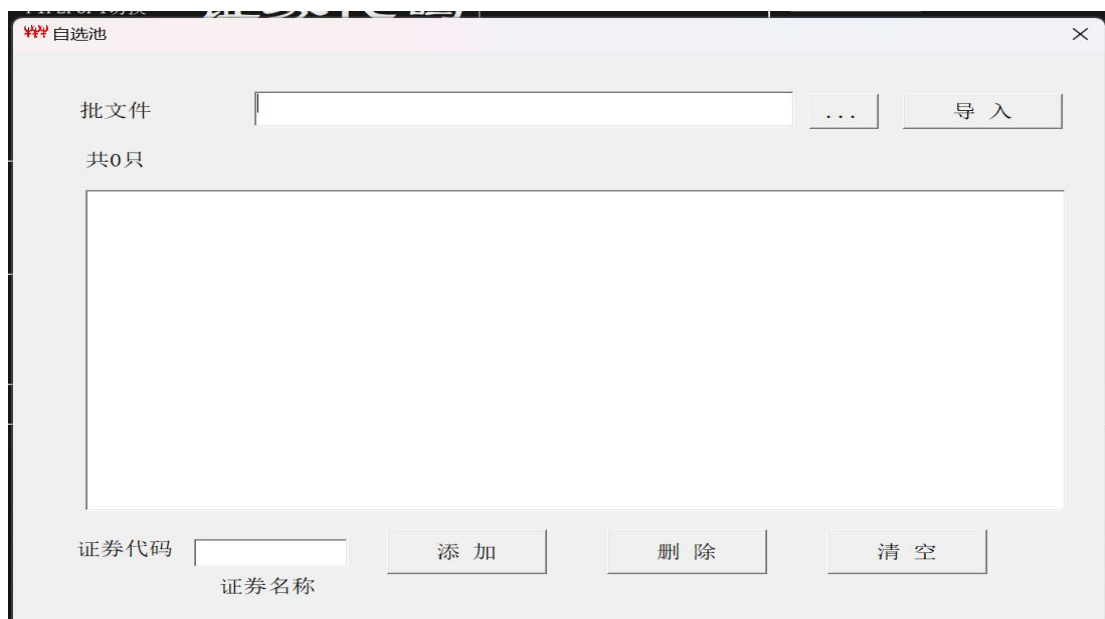 自选池
批文件 ... 导 入
共0只
证券代码 添 加 删 除 清 空
证券名称